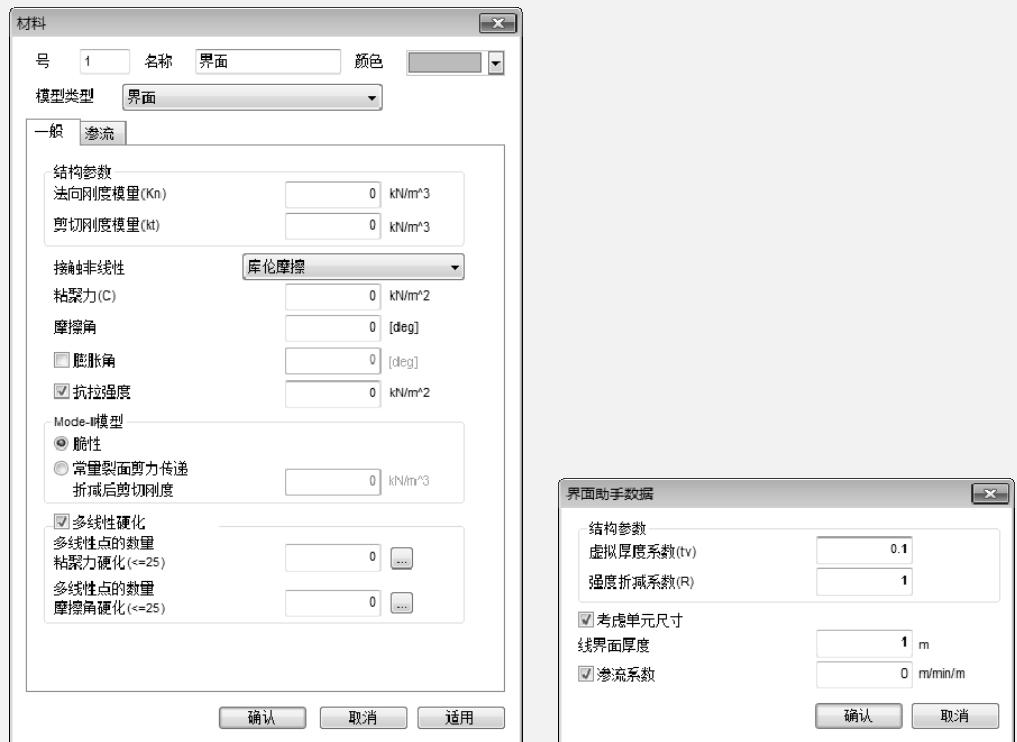 材料
号 1 名称 界面 颜色
模型类型 界面
一般 渗流
结构参数
法向刚度模量(Kn) 0 kN/m^3
剪切刚度模量(kt) 0 kN/m^3
接触非线性 库伦摩擦
粘聚力(C) 0 kN/m^2
摩擦角 0 [deg]
膨胀角 0 [deg]
抗拉强度 0 kN/m^2
Mode-II模型
脆性
常量裂面剪力传递
折减后剪切刚度 0 kN/m^3
多线性硬化
多线性点的数量
粘聚力硬化(<=25) 0 ...
多线性点的数量
摩擦角硬化(<=25) 0 ...
确认 取消 适用
界面助手数据
结构参数
虚拟厚度系数(tv) 0.1
强度折减系数(R) 1
考虑单元尺寸
线界面厚度 1 m
渗流系数 0 m/min/m
确认 取消